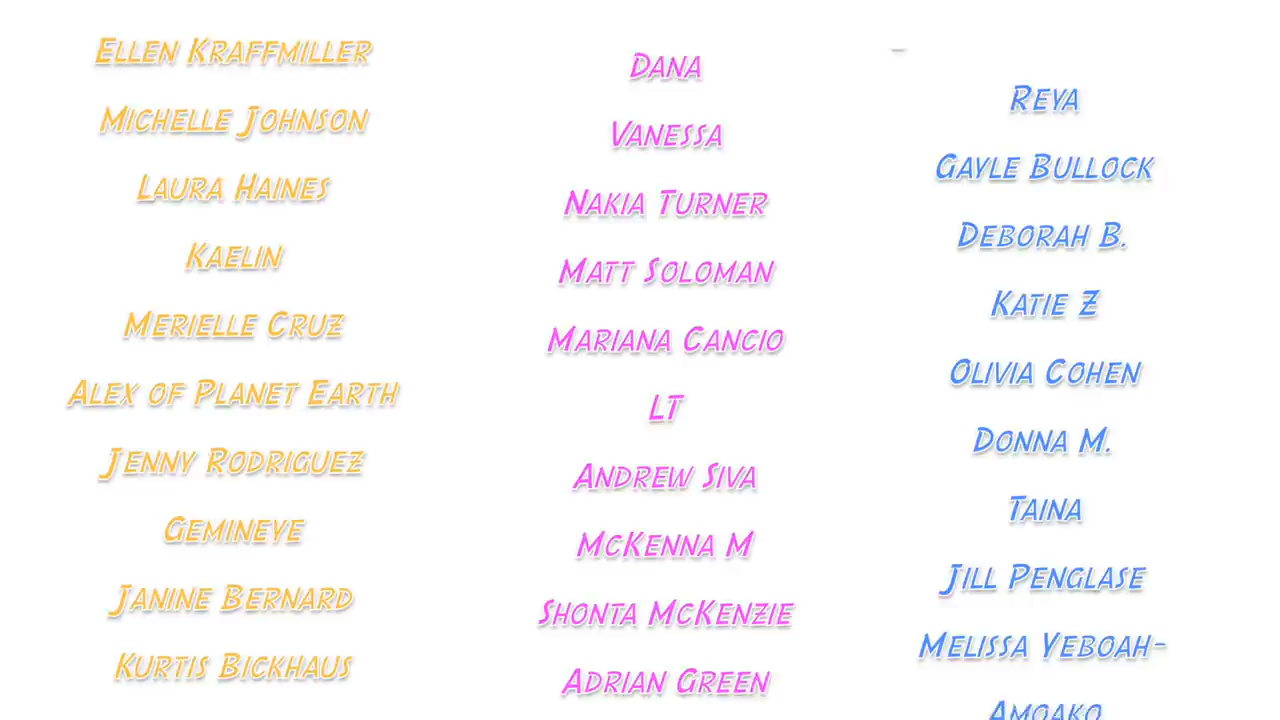 Ellen Kraffmiller
Michelle Johnson
Laura Haines
Kaelin
Merielle Cruz
Alex of Planet Earth
Jenny Rodriguez
Gemineye
Janine Bernard
Kurtis Bickhaus
Dana
Vanessa
Nakia Turner
Matt Soloman
Mariana Cancio
LT
Andrew Siva
McKenna M
Shonta McKenzie
Adrian Green
Reya
Gayle Bullock
Deborah B.
Katie Z
Olivia Cohen
Donna M.
Taina
Jill Penglase
Melissa Yeboah-
Amoako